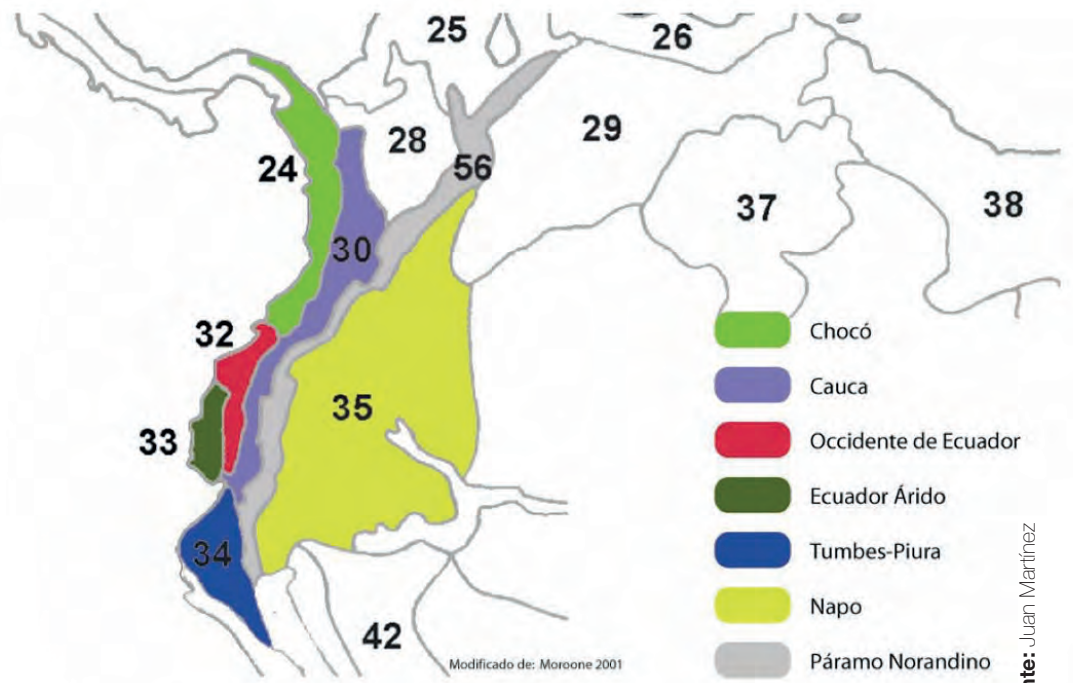 25
26
28
29
24
56
37
38
30
32
35
33
34
42
Chocó
Cauca
Occidente de Ecuador
Ecuador Árido
Tumbes-Piura
Napo
Páramo Norandino
Modificado de: Moroone 2001
nte: Juan Martínez